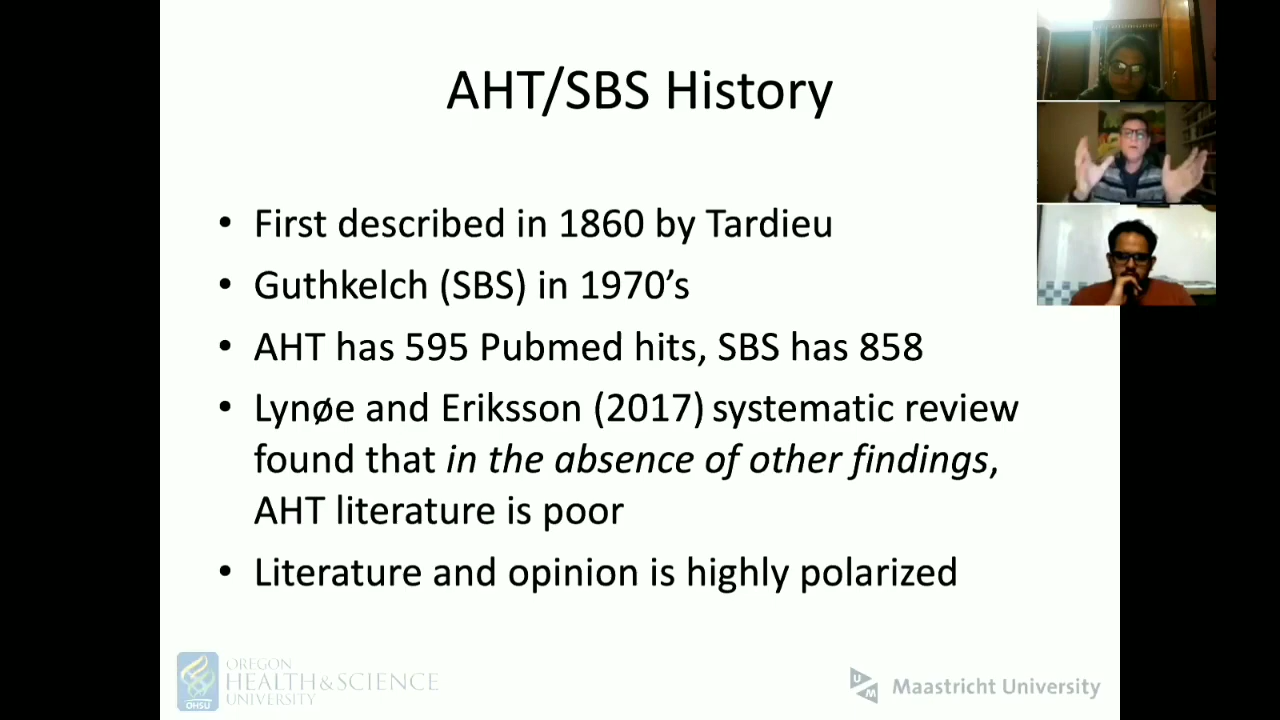 AHT/SBS History
• First described in 1860 by Tardieu
• Guthkelch (SBS) in 1970’s
• AHT has 595 Pubmed hits, SBS has 858
• Lynøe and Eriksson (2017) systematic review
found that in the absence of other findings,
AHT literature is poor
• Literature and opinion is highly polarized
OHSU
OREGON
HEALTH&SCIENCE
UNIVERSITY
UM
Maastricht University